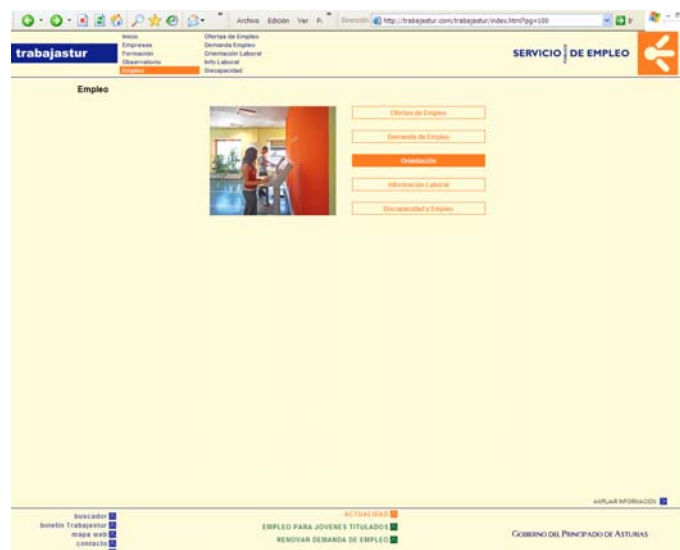 Archivo Edición Ver
Dirección http://trabajastur.com/trabajastur/index.html?pg=100
trabajastur
Inicio
Empresas
Formación
Observatorio
Empleo
Ofertas de Empleo
Demanda Empleo
Orientación Laboral
Info Laboral
Discapacidad
SERVICIO DE EMPLEO
Empleo
Ofertas de Empleo
Demanda de Empleo
Orientación
Información Laboral
Discapacidad y Empleo
AMPLIAR INFORMACIÓN
buscador
boletín Trabajastur
mapa web
contacto
ACTUALIDAD
EMPLEO PARA JOVENES TITULADOS
RENOVAR DEMANDA DE EMPLEO
GOBIERNO DEL PRINCIPADO DE ASTURIAS